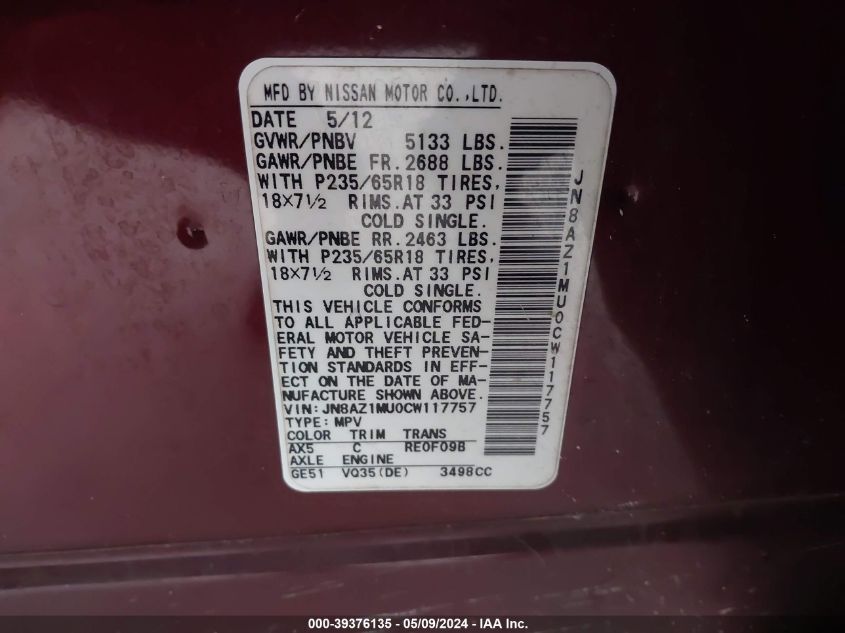 MFD BY NISSAN MOTOR CO.,LTD.
DATE 5/12
GVWR/PNBV 5133 LBS.
GAWR/PNBE FR. 2688 LBS.
WITH P235/65R18 TIRES,
18×7½ RIMS. AT 33 PSI
COLD SINGLE.
GAWR/PNBE RR. 2463 LBS.
WITH P235/65R18 TIRES,
18×7½ RIMS. AT 33 PSI
COLD SINGLE.
THIS VEHICLE CONFORMS
TO ALL APPLICABLE FED-
ERAL MOTOR VEHICLE SA-
FETY AND THEFT PREVEN-
TION STANDARDS IN EFF-
ECT ON THE DATE OF MA-
NUFACTURE SHOWN ABOVE.
VIN: JN8AZ1MU0CW117757
TYPE: MPV
COLOR TRIM TRANS
AX5 C RE0F09B
AXLE ENGINE
GE51 VQ35(DE) 3498CC
JN8AZ1MU0CW117757
000-39376135 - 05/09/2024 - IAA Inc.